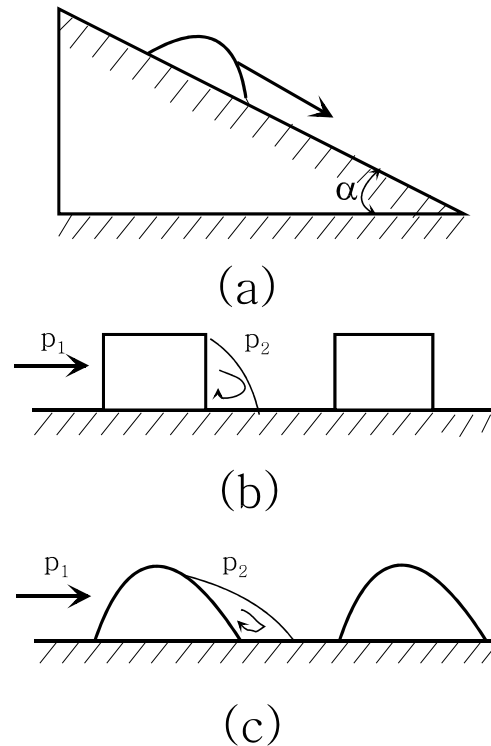 α
(a)
p₁ p₂
(b)
p₁ p₂
(c)